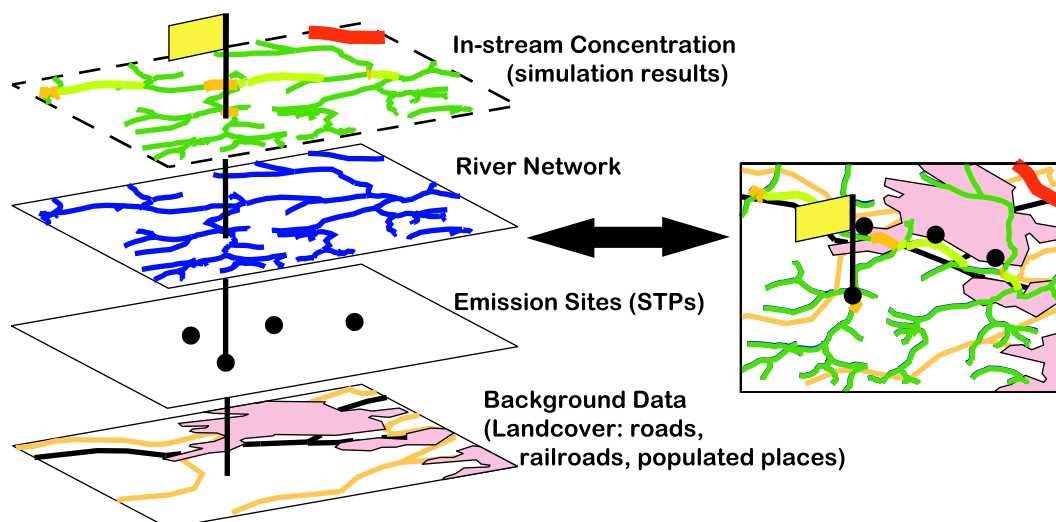 In-stream Concentration
(simulation results)
River Network
Emission Sites (STPs)
Background Data
(Landcover: roads,
railroads, populated places)